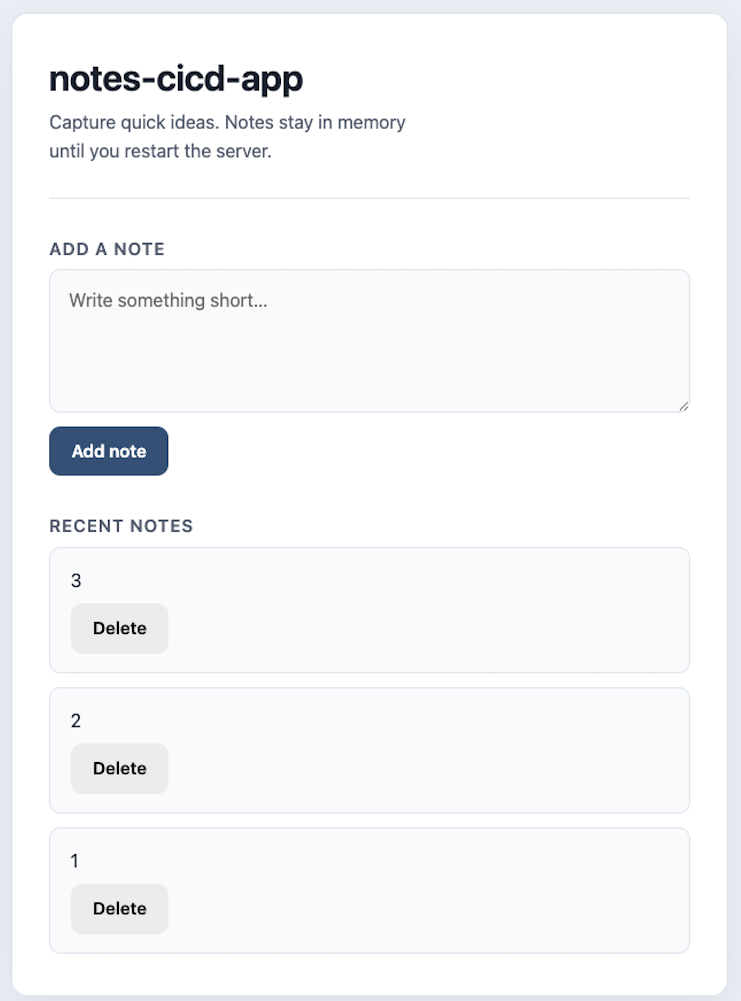 notes-cicd-app
Capture quick ideas. Notes stay in memory
until you restart the server.
ADD A NOTE
Write something short...
Add note
RECENT NOTES
3
Delete
2
Delete
1
Delete